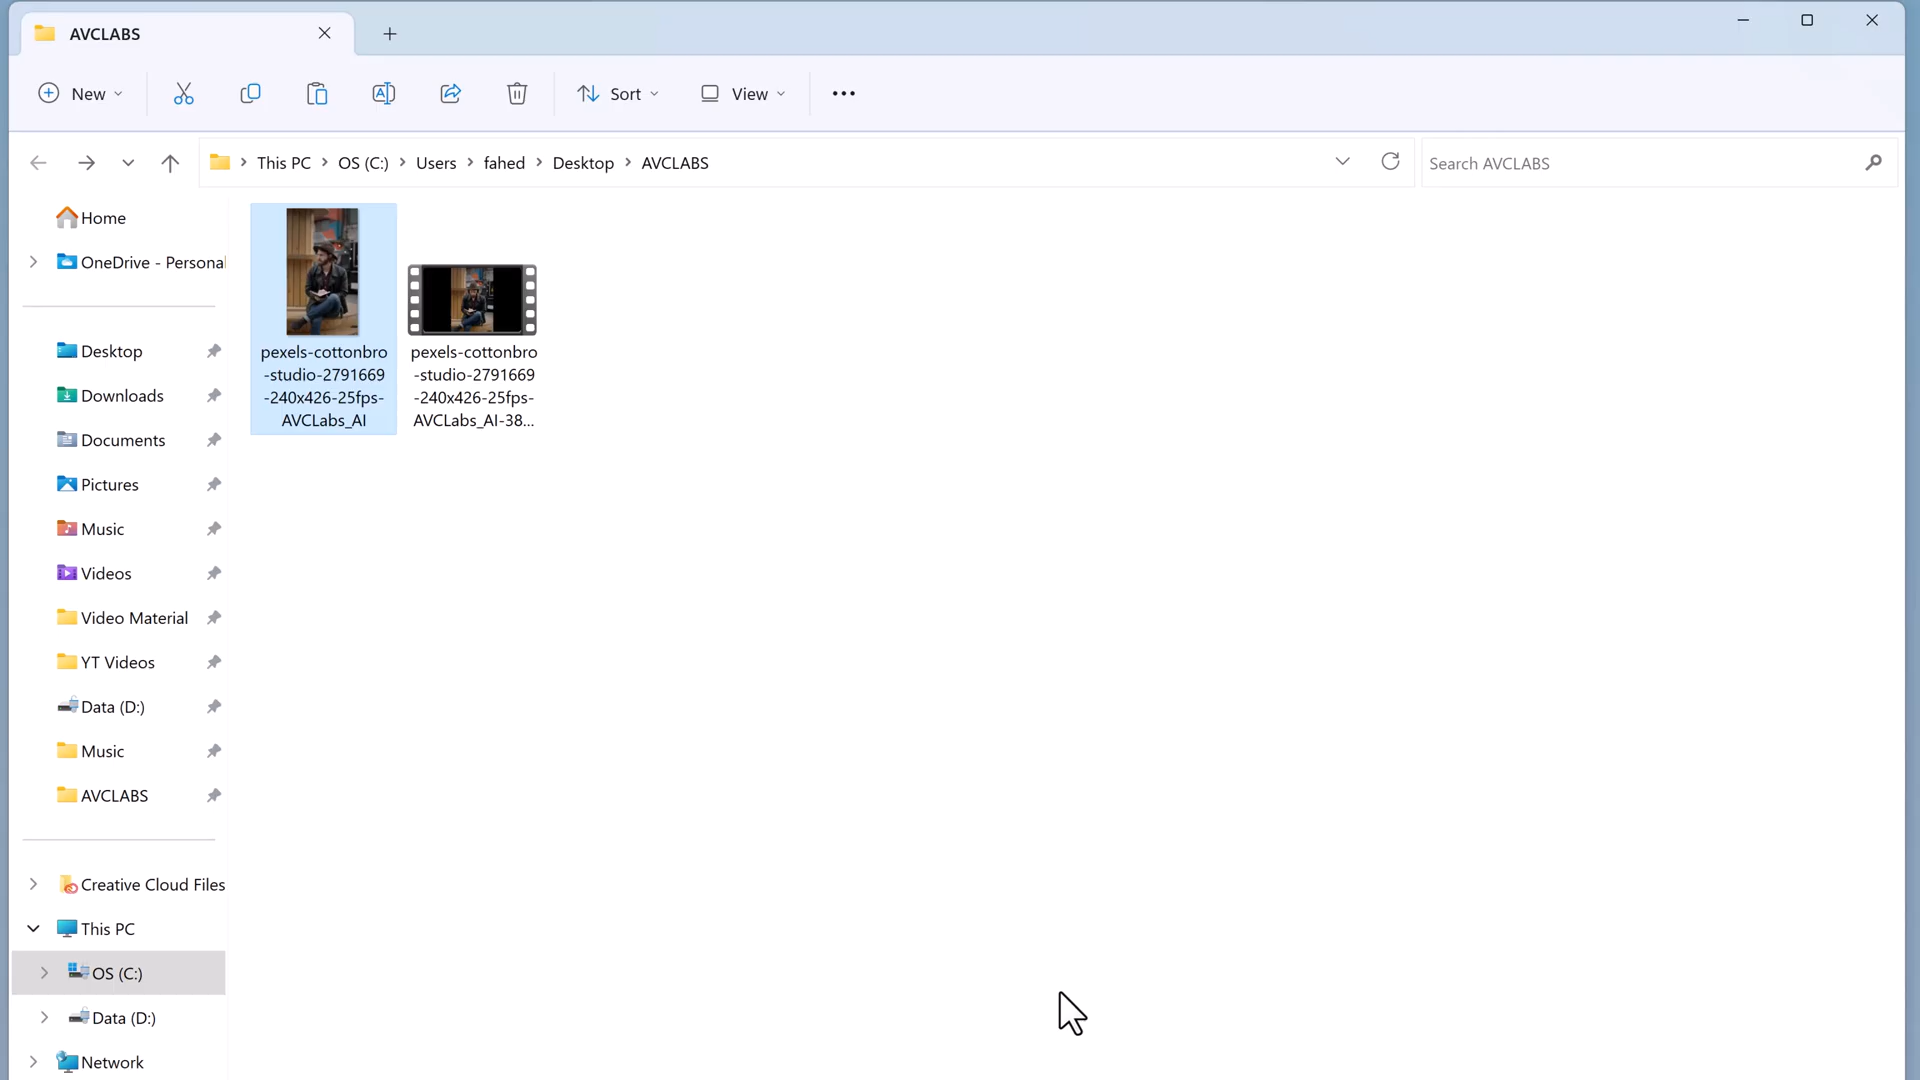 AVCLABS
New
Sort
View
This PC > OS (C:) > Users > fahed > Desktop > AVCLABS
Search AVCLABS
Home
OneDrive - Personal
Desktop
Downloads
Documents
Pictures
Music
Videos
Video Material
YT Videos
Data (D:)
Music
AVCLABS
Creative Cloud Files
This PC
OS (C:)
Data (D:)
Network
pexels-cottonbro
-studio-2791669
-240x426-25fps-
AVCLabs_AI
pexels-cottonbro
-studio-2791669
-240x426-25fps-
AVCLabs_AI-38...